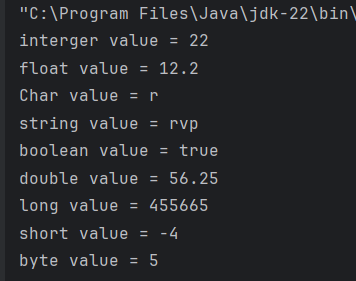 "C:\Program Files\Java\jdk-22\bin\
interger value = 22
float value = 12.2
Char value = r
string value = rvp
boolean value = true
double value = 56.25
long value = 455665
short value = -4
byte value = 5